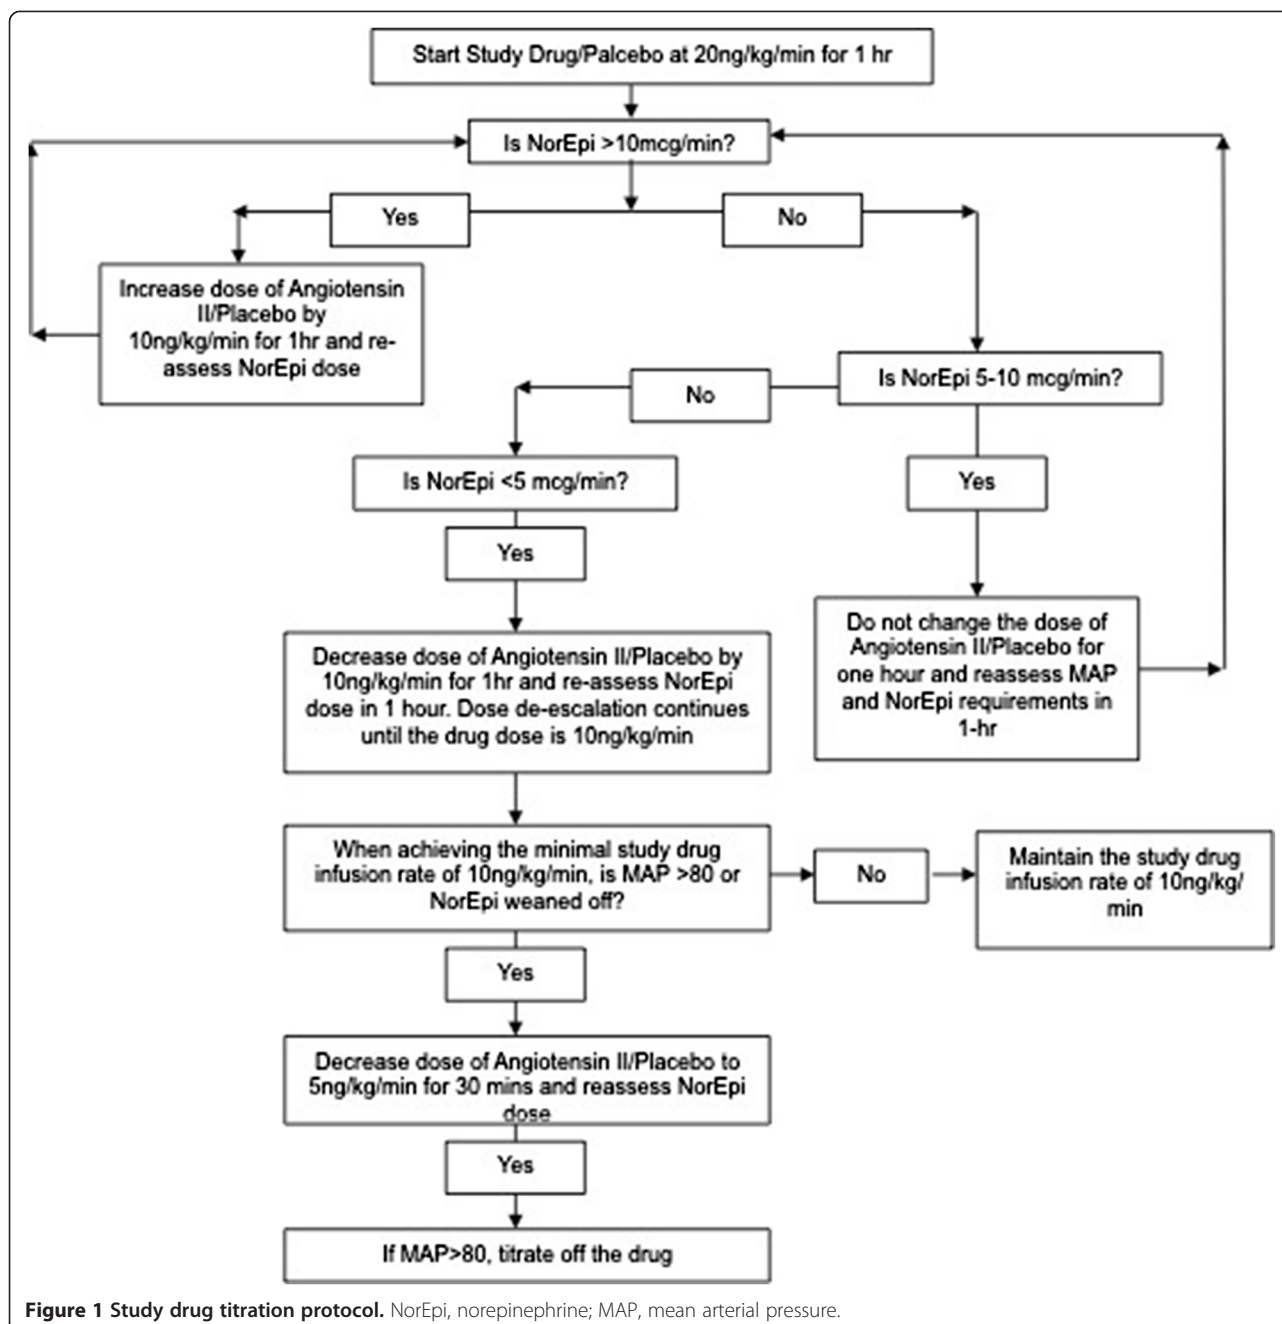 Start Study Drug/Palcebo at 20ng/kg/min for 1 hr
Is NorEpi >10mcg/min?
Yes
No
Increase dose of Angiotensin
II/Placebo by
10ng/kg/min for 1hr and re-
assess NorEpi dose
Is NorEpi 5-10 mcg/min?
No
Is NorEpi <5 mcg/min?
Yes
Yes
Decrease dose of Angiotensin II/Placebo by
10ng/kg/min for 1hr and re-assess NorEpi
dose in 1 hour. Dose de-escalation continues
until the drug dose is 10ng/kg/min
Do not change the dose of
Angiotensin II/Placebo for
one hour and reassess MAP
and NorEpi requirements in
1-hr
When achieving the minimal study drug
infusion rate of 10ng/kg/min, is MAP >80 or
NorEpi weaned off?
No
Maintain the study drug
infusion rate of 10ng/kg/
min
Yes
Decrease dose of Angiotensin II/Placebo to
5ng/kg/min for 30 mins and reassess NorEpi
dose
Yes
If MAP>80, titrate off the drug
Figure 1 Study drug titration protocol. NorEpi, norepinephrine; MAP, mean arterial pressure.